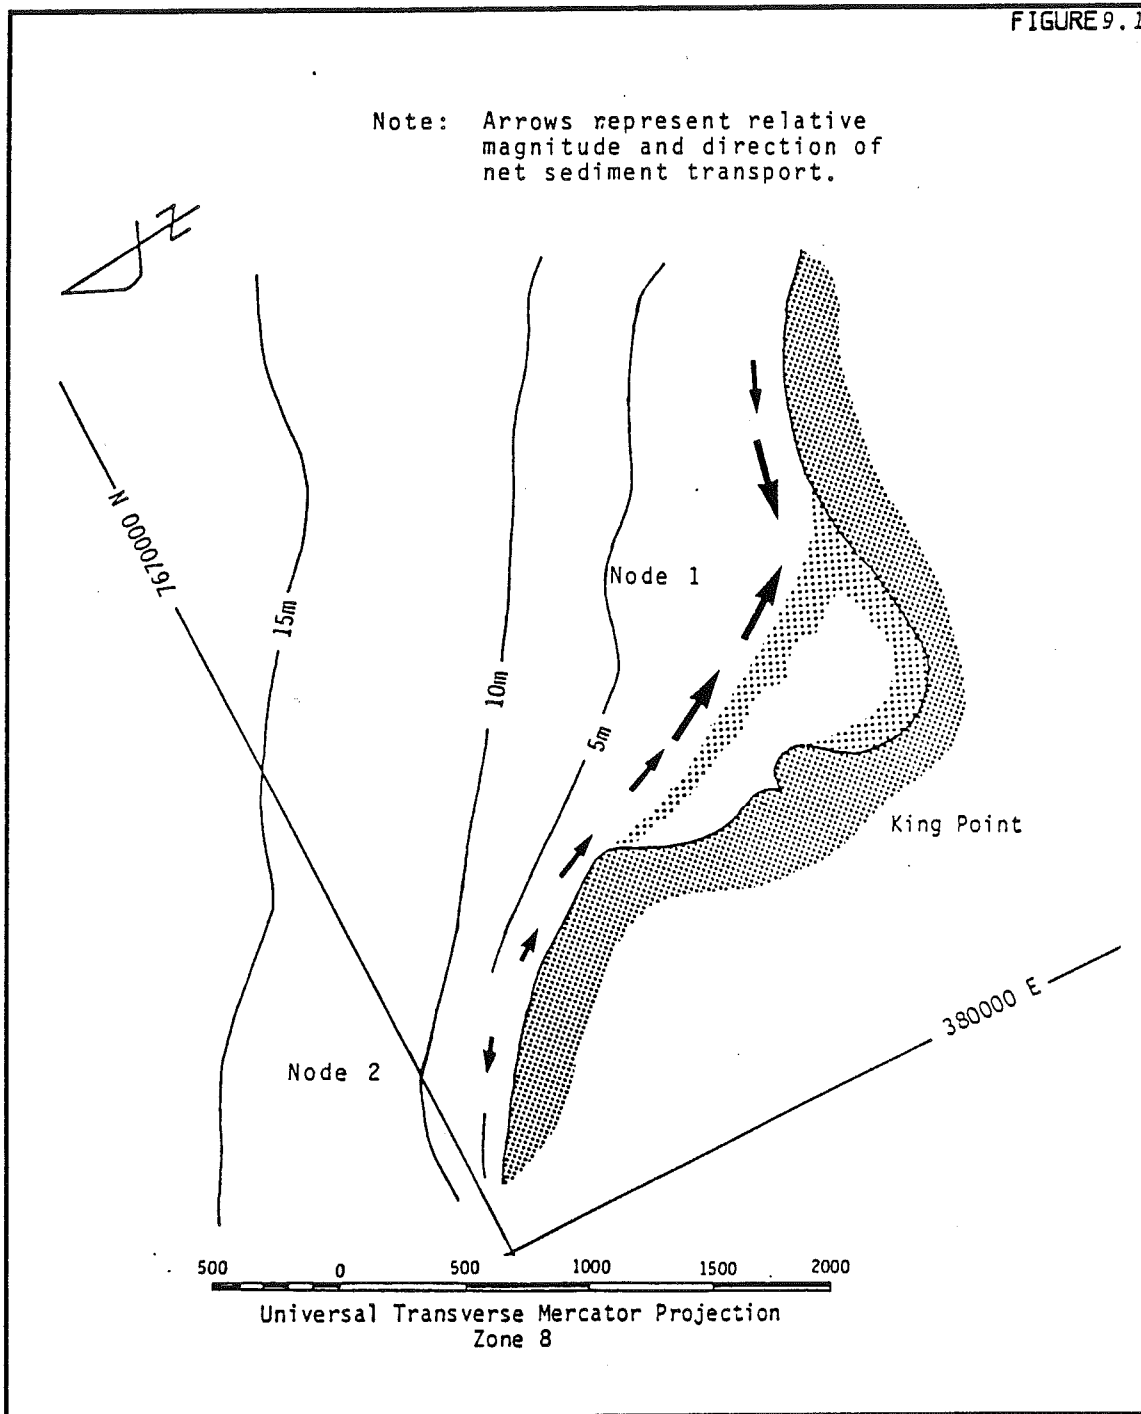 FIGURE 9.1
Note: Arrows represent relative
magnitude and direction of
net sediment transport.
N
7670000 N
15m
10m
5m
Node 1
King Point
380000 E
Node 2
500 0 500 1000 1500 2000
Universal Transverse Mercator Projection
Zone 8